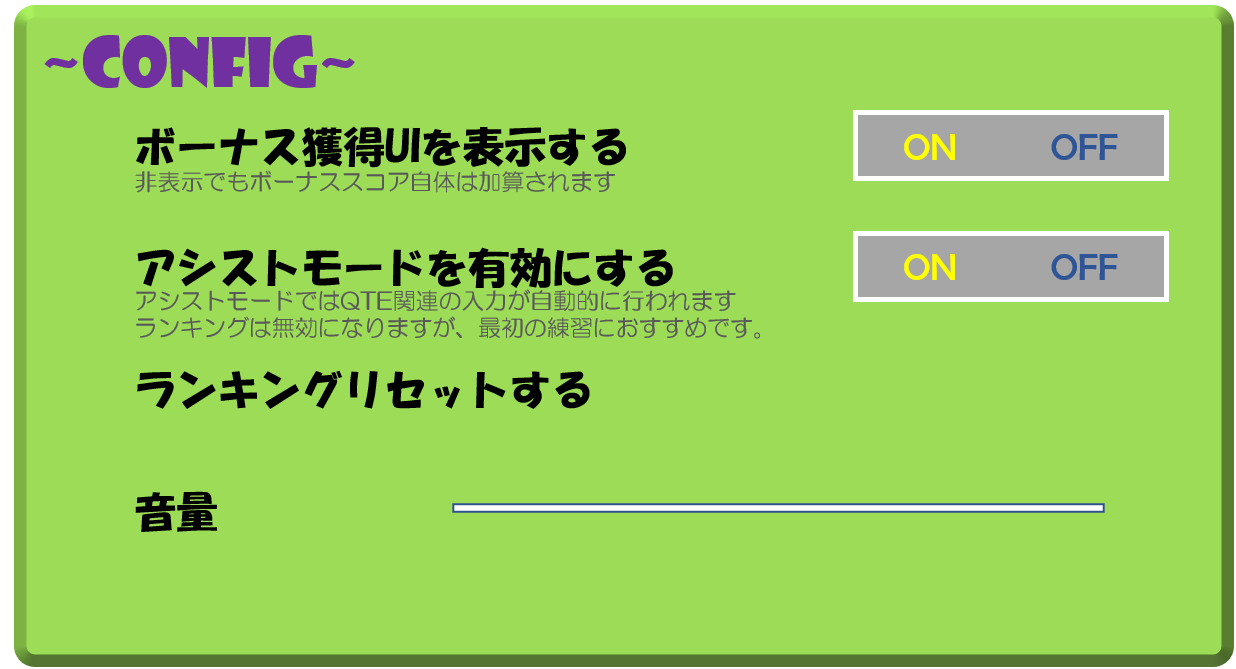 ~CONFIG~
ボーナス獲得UIを表示する
ON OFF
非表示でもボーナススコア自体は加算されます
アシストモードを有効にする
ON OFF
アシストモードではQTE関連の入力が自動的に行われます
ランキングは無効になりますが、最初の練習におすすめです。
ランキングリセットする
音量